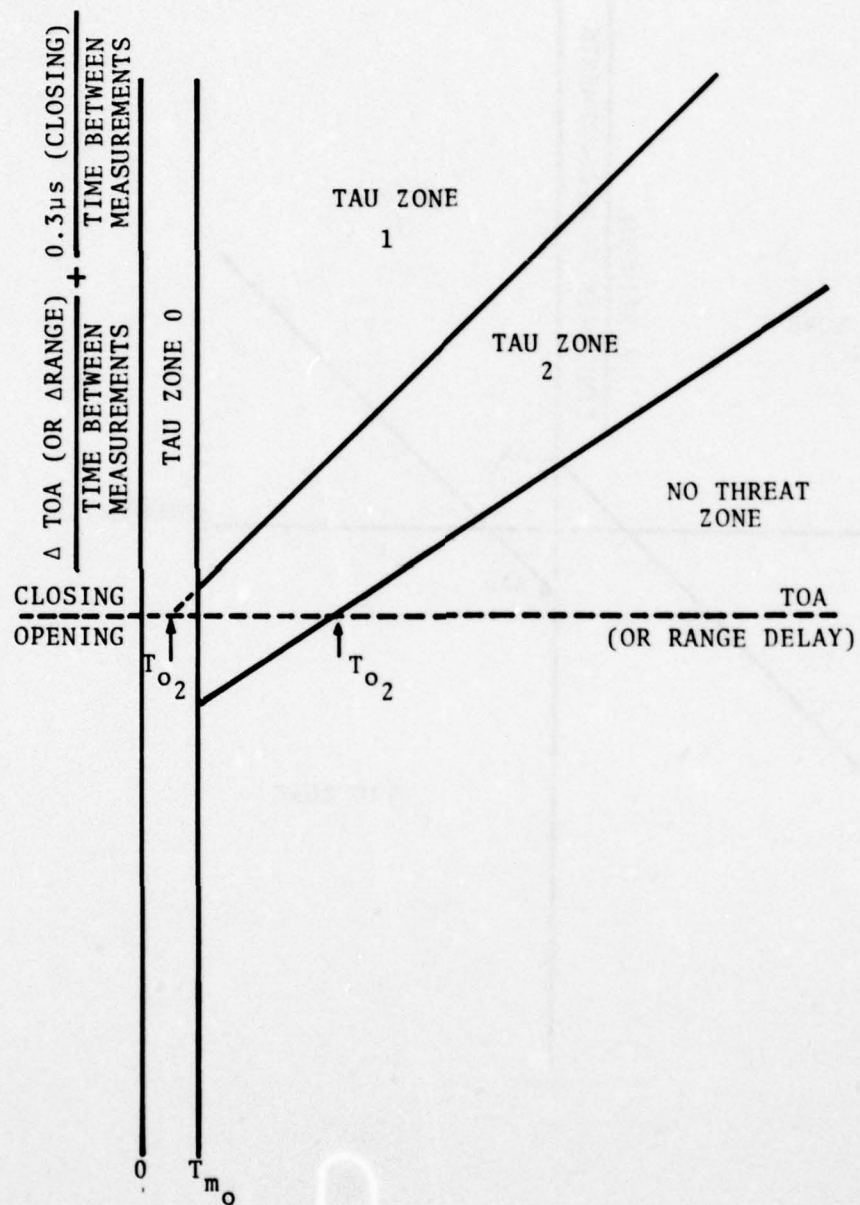 Δ TOA (OR ΔRANGE)
TIME BETWEEN
MEASUREMENTS
+
0.3μs (CLOSING)
TIME BETWEEN
MEASUREMENTS
TAU ZONE 0
TAU ZONE
1
TAU ZONE
2
NO THREAT
ZONE
CLOSING
TOA
OPENING
(OR RANGE DELAY)
To2
To2
0
Tmo